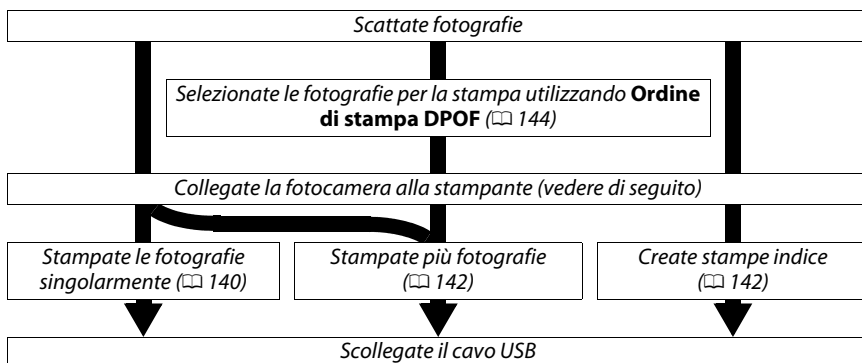 Scattate fotografie
Selezionate le fotografie per la stampa utilizzando Ordine
di stampa DPOF (🕮 144)
Collegate la fotocamera alla stampante (vedere di seguito)
Stampate le fotografie
singolarmente (🕮 140)
Stampate più fotografie
(🕮 142)
Create stampe indice
(🕮 142)
Scollegate il cavo USB